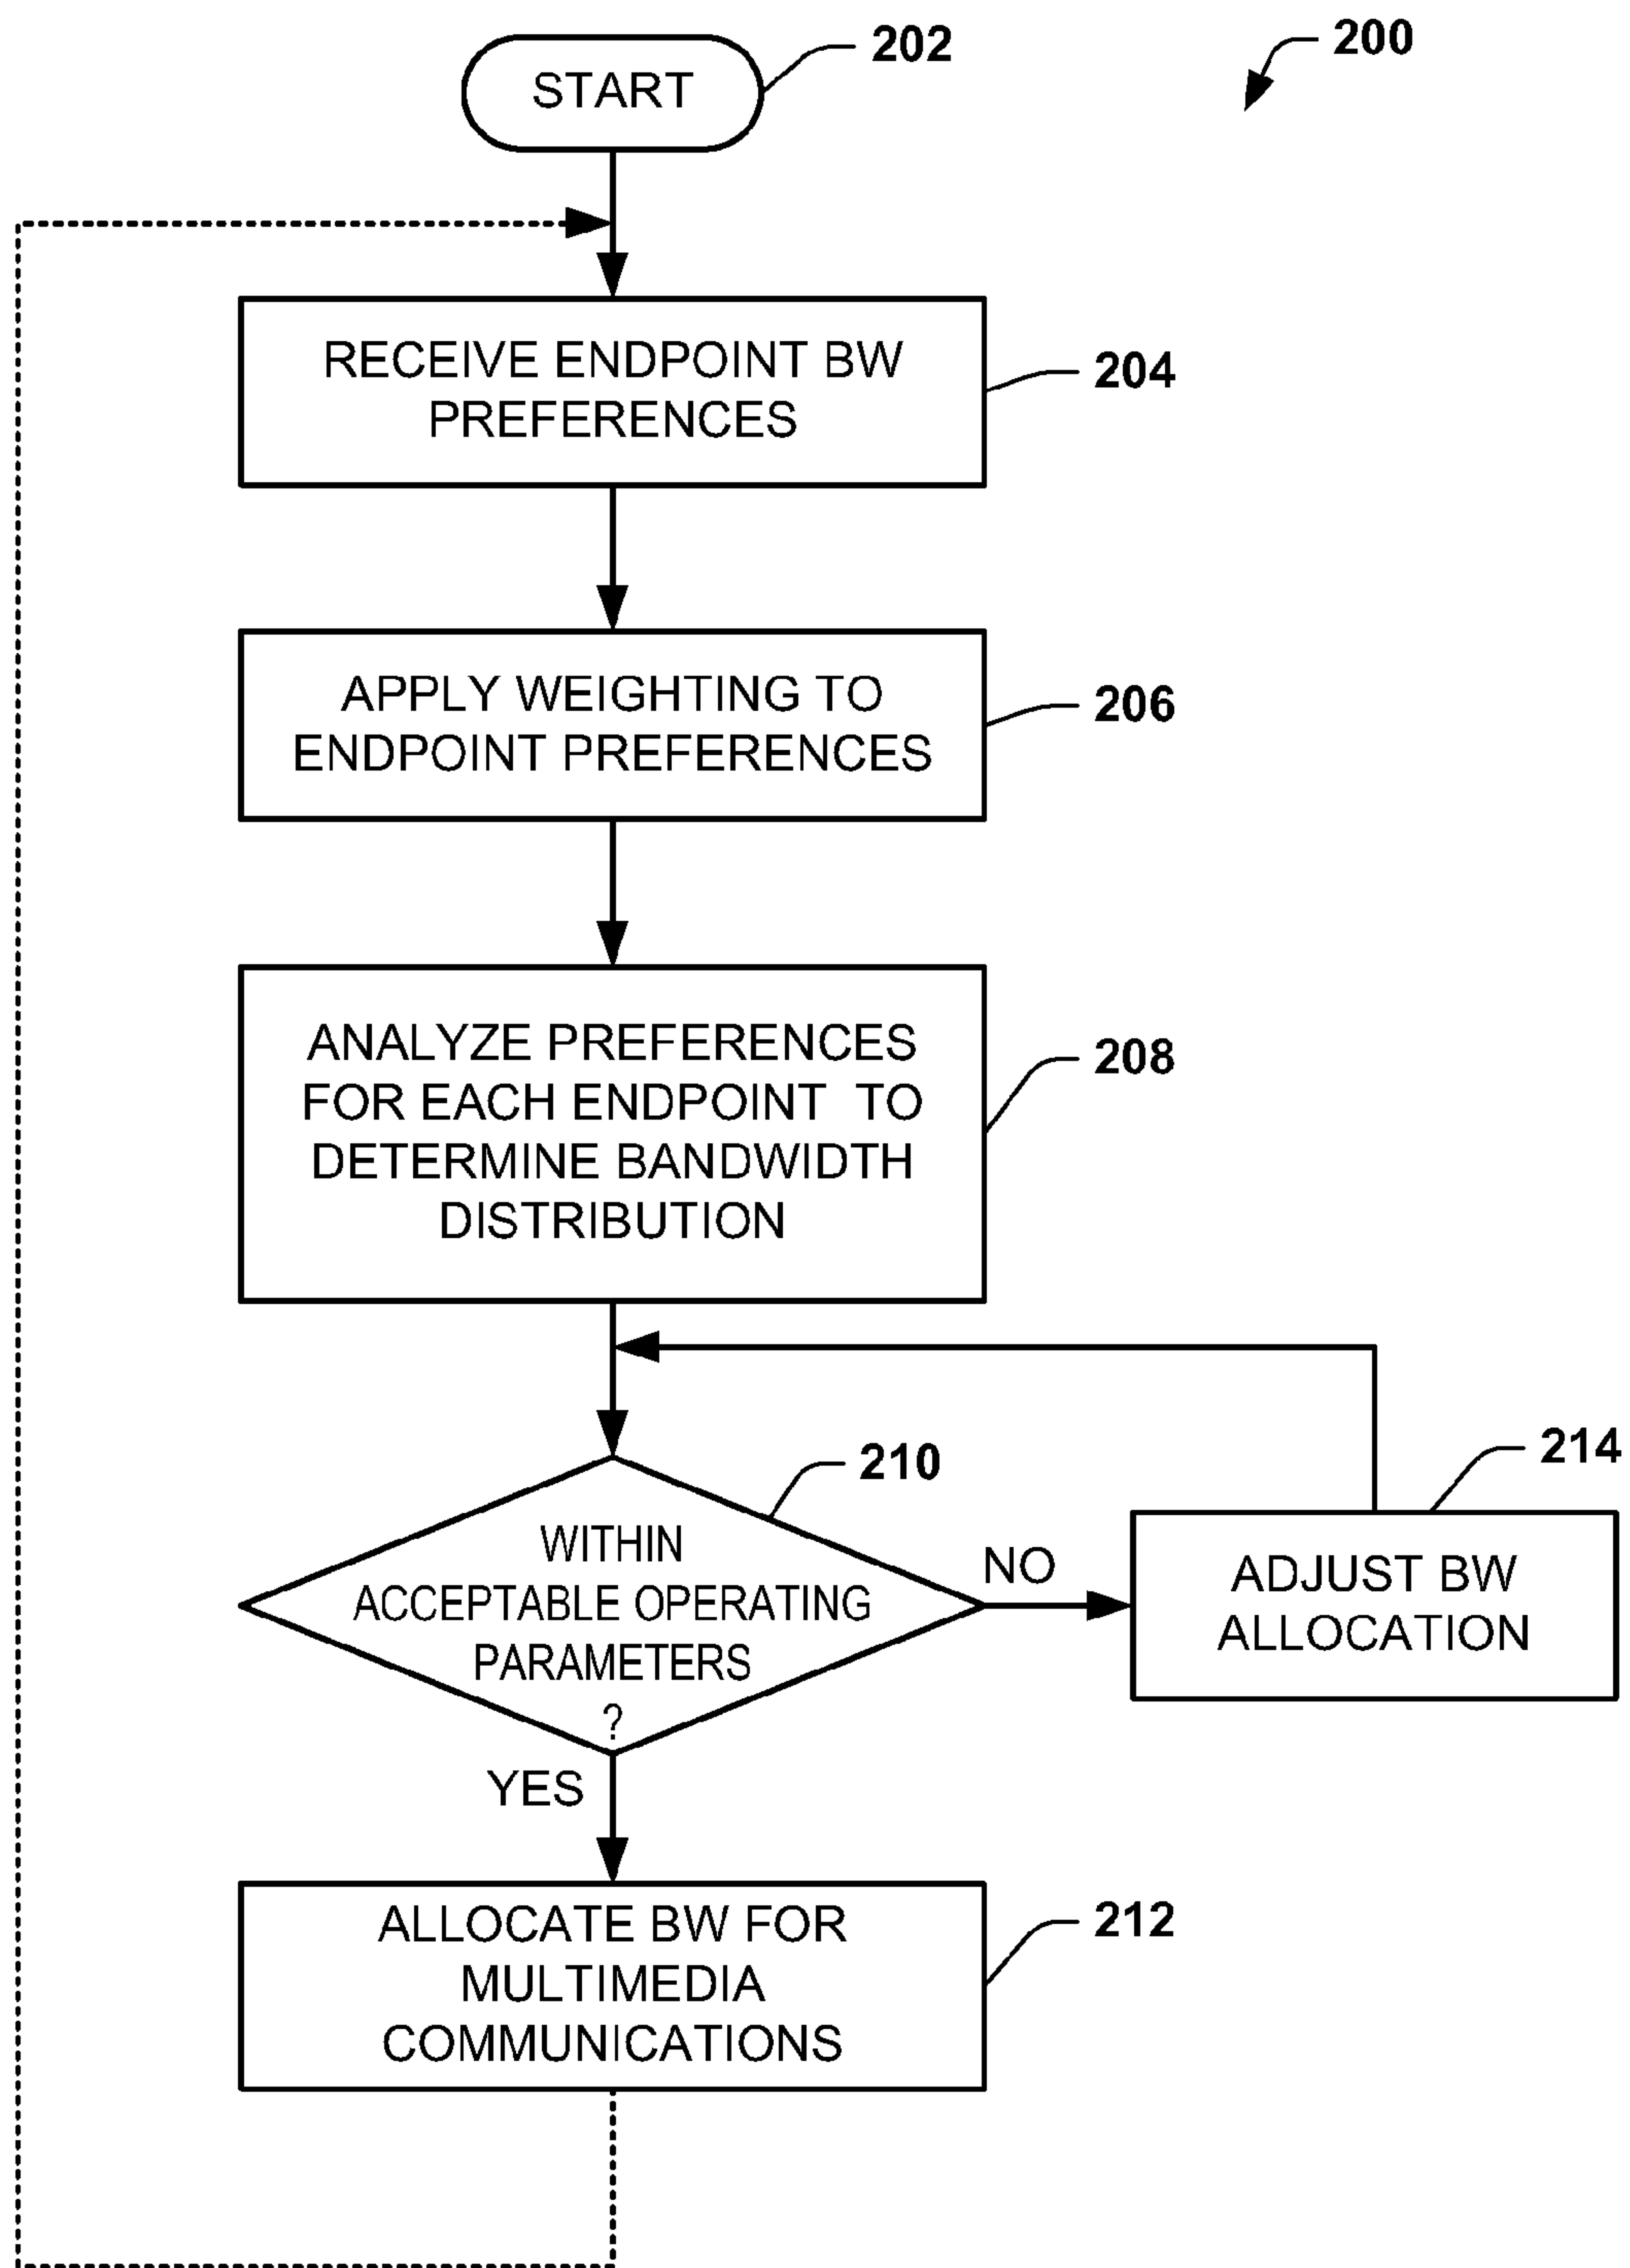 200
START
202
RECEIVE ENDPOINT BW
PREFERENCES
204
APPLY WEIGHTING TO
ENDPOINT PREFERENCES
206
ANALYZE PREFERENCES
FOR EACH ENDPOINT TO
DETERMINE BANDWIDTH
DISTRIBUTION
208
WITHIN
ACCEPTABLE OPERATING
PARAMETERS
?
210
NO
ADJUST BW
ALLOCATION
214
YES
ALLOCATE BW FOR
MULTIMEDIA
COMMUNICATIONS
212